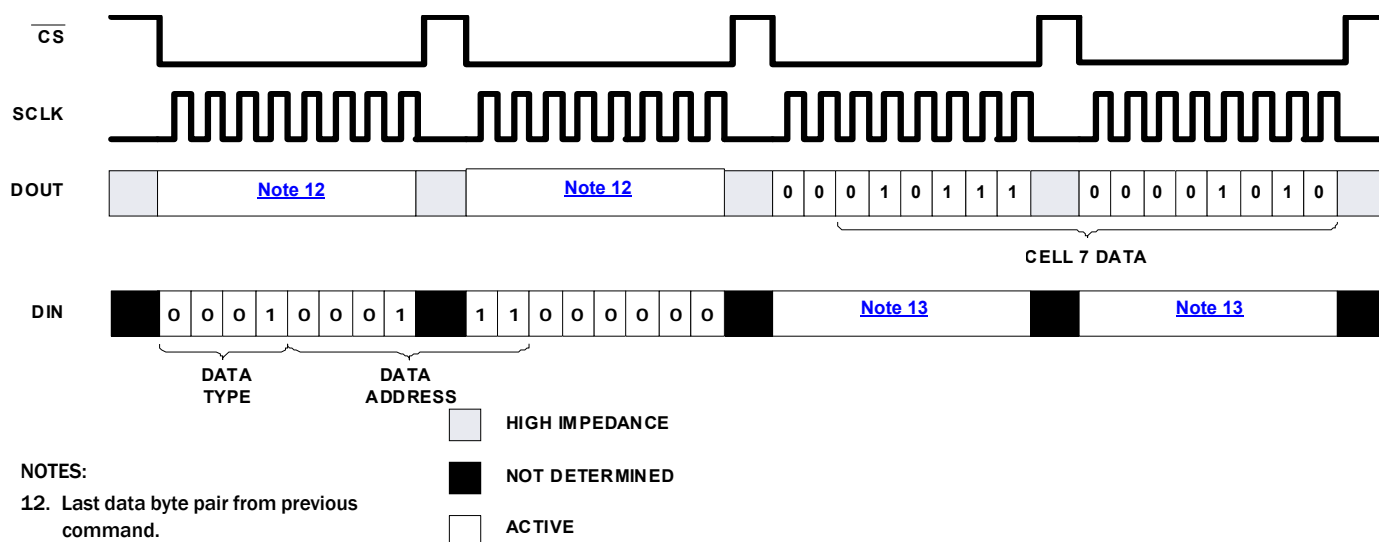 CS
SCLK
DOUT Note 12 Note 12 0 0 0 1 0 1 1 1 0 0 0 0 1 0 1 0
CELL 7 DATA
DIN 0 0 0 1 0 0 0 1 1 1 0 0 0 0 0 0 Note 13 Note 13
DATA
TYPE
DATA
ADDRESS
HIGH IMPEDANCE
NOT DETERMINED
ACTIVE
NOTES:
12. Last data byte pair from previous
command.